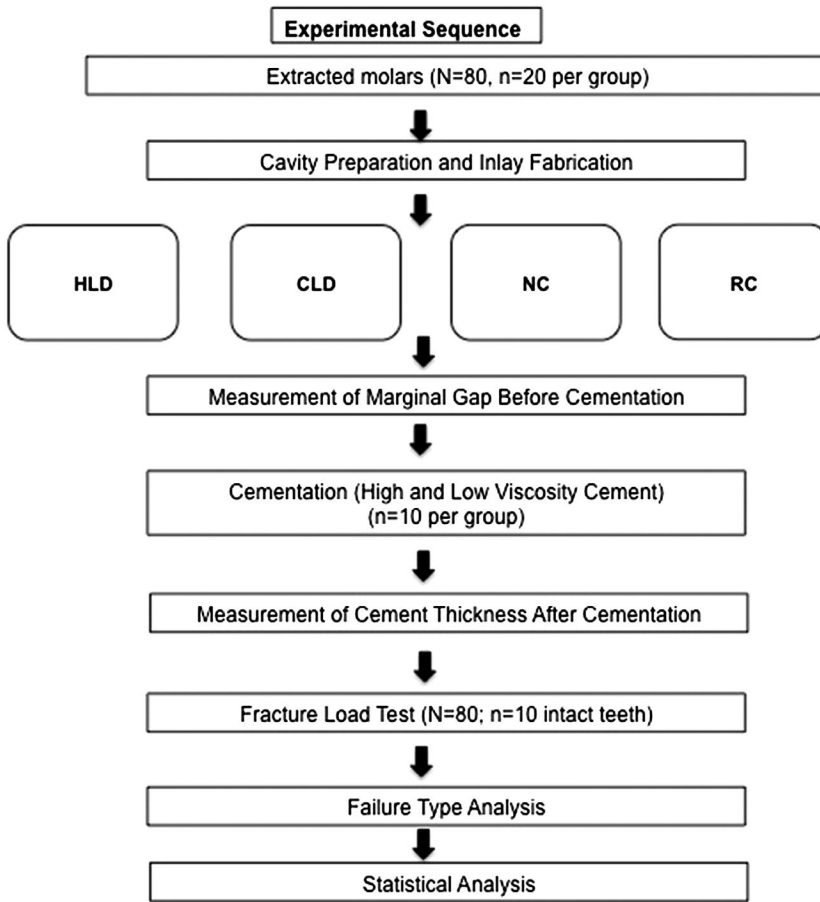 Experimental Sequence
Extracted molars (N=80, n=20 per group)
Cavity Preparation and Inlay Fabrication
HLD
CLD
NC
RC
Measurement of Marginal Gap Before Cementation
Cementation (High and Low Viscosity Cement)
(n=10 per group)
Measurement of Cement Thickness After Cementation
Fracture Load Test (N=80; n=10 intact teeth)
Failure Type Analysis
Statistical Analysis